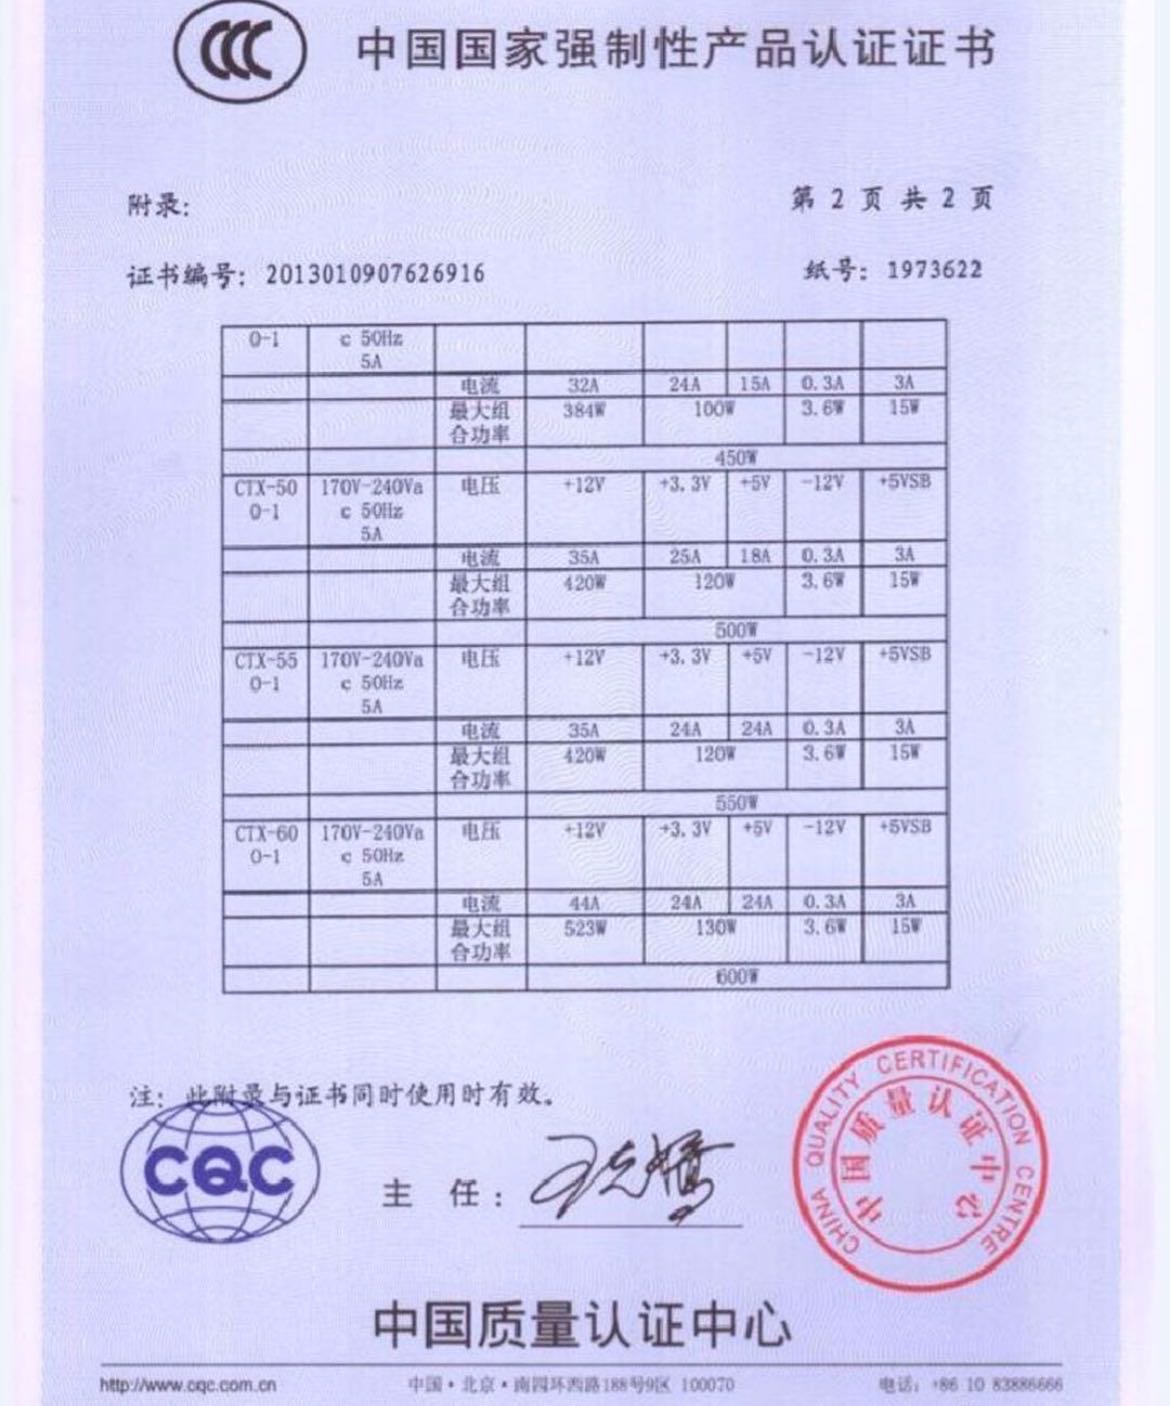 中国国家强制性产品认证证书
附录:
第 2 页 共 2 页
证书编号: 2013010907626916
纸号: 1973622
0-1 c 50Hz
5A
电流 32A 24A 15A 0.3A 3A
最大组 384W 100W 3.6W 15W
合功率
450W
CTX-50 170V-240Va 电压 +12V +3.3V +5V -12V +5VSB
0-1 c 50Hz
5A
电流 35A 25A 18A 0.3A 3A
最大组 420W 120W 3.6W 15W
合功率
500W
CTX-55 170V-240Va 电压 +12V +3.3V +5V -12V +5VSB
0-1 c 50Hz
5A
电流 35A 24A 24A 0.3A 3A
最大组 420W 120W 3.6W 15W
合功率
550W
CTX-60 170V-240Va 电压 +12V +3.3V +5V -12V +5VSB
0-1 c 50Hz
5A
电流 44A 24A 24A 0.3A 3A
最大组 523W 130W 3.6W 15W
合功率
600W
注: 此附录与证书同时使用时有效。
CQC
主 任:
CHINA QUALITY CERTIFICATION CENTRE
中国质量认证中心
中国质量认证中心
http://www.cqc.com.cn
中国·北京·南四环西路188号9区 100070
电话: +86 10 83886666